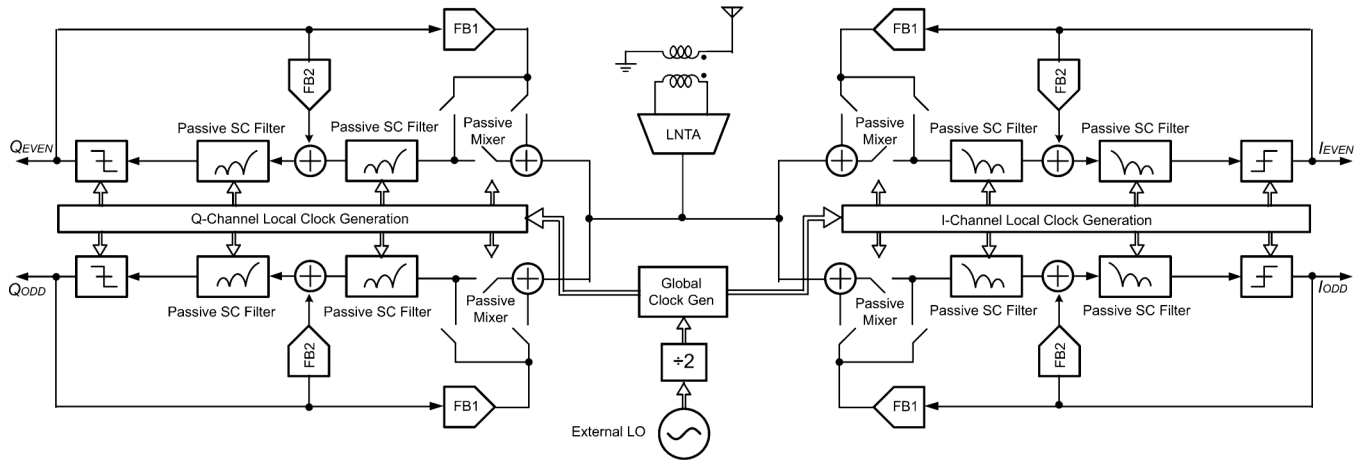 FB1
FB1
FB2
FB2
LNTA
Passive SC Filter
Passive SC Filter
Passive
Mixer
Passive
Mixer
Passive SC Filter
Passive SC Filter
QEVEN
IEVEN
Q-Channel Local Clock Generation
I-Channel Local Clock Generation
QODD
IODD
Global
Clock Gen
Passive SC Filter
Passive SC Filter
Passive
Mixer
Passive
Mixer
Passive SC Filter
Passive SC Filter
FB2
FB2
÷2
FB1
FB1
External LO